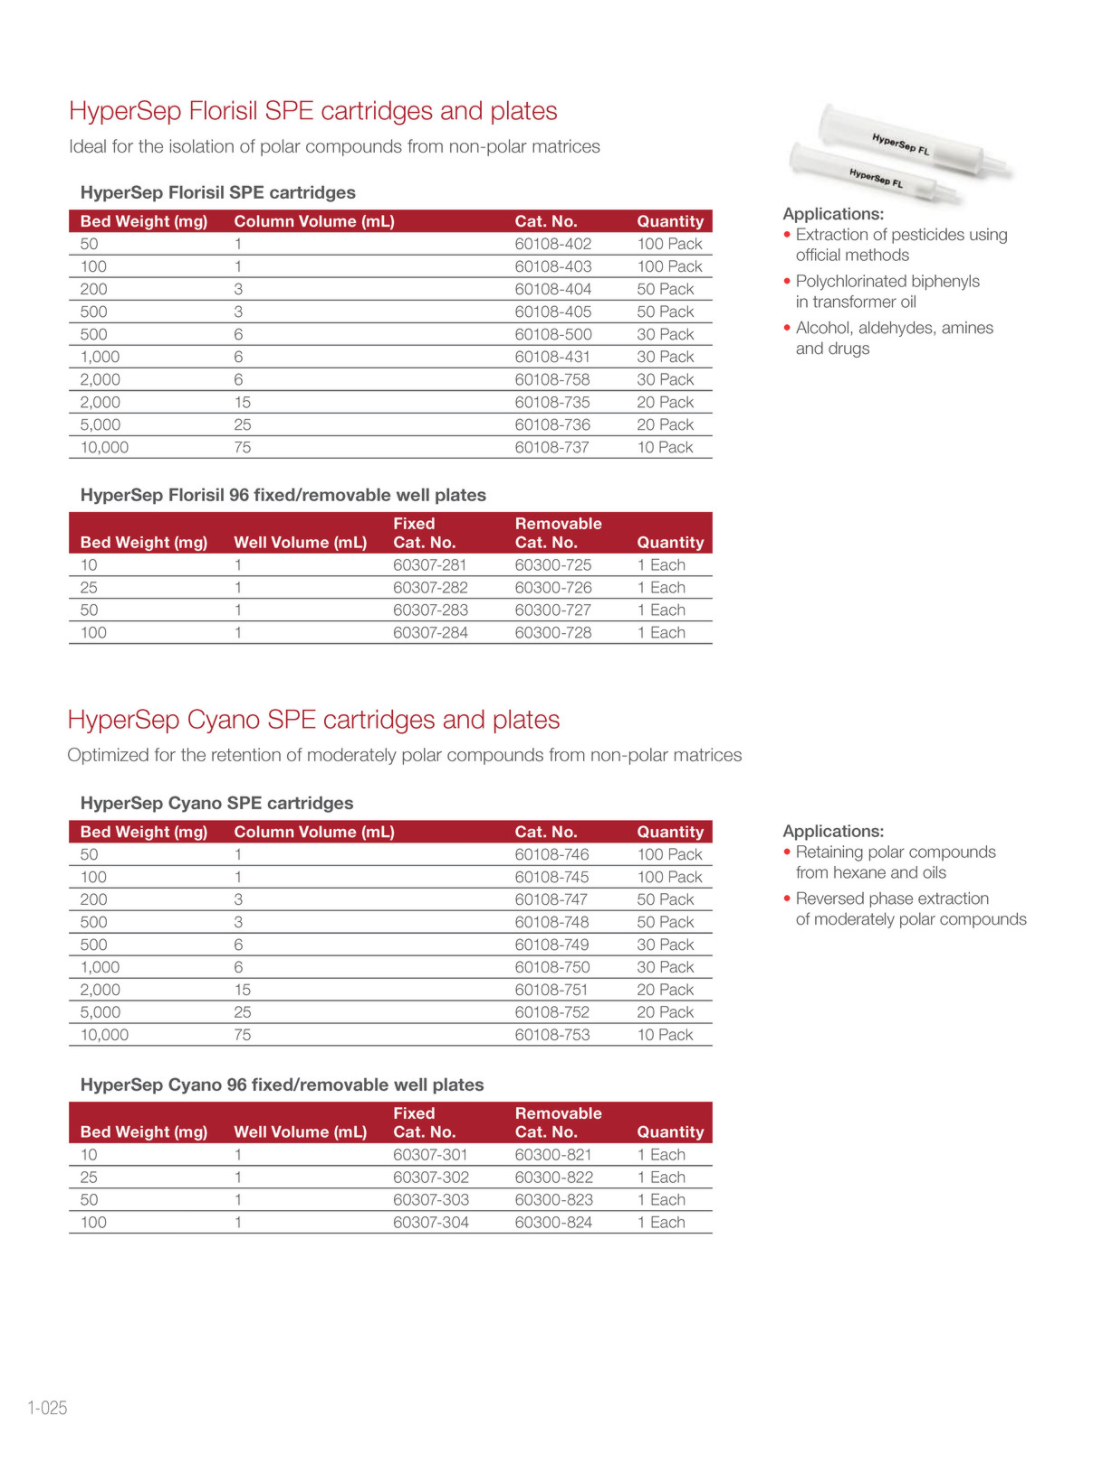 HyperSep Florisil SPE cartridges and plates
Ideal for the isolation of polar compounds from non-polar matrices
HyperSep Florisil SPE cartridges
Bed Weight (mg) Column Volume (mL) Cat. No. Quantity
50 1 60108-402 100 Pack
100 1 60108-403 100 Pack
200 3 60108-404 50 Pack
500 3 60108-405 50 Pack
500 6 60108-500 30 Pack
1,000 6 60108-431 30 Pack
2,000 6 60108-758 30 Pack
2,000 15 60108-735 20 Pack
5,000 25 60108-736 20 Pack
10,000 75 60108-737 10 Pack
HyperSep FL
HyperSep FL
Applications:
• Extraction of pesticides using
official methods
• Polychlorinated biphenyls
in transformer oil
• Alcohol, aldehydes, amines
and drugs
HyperSep Florisil 96 fixed/removable well plates
Fixed Removable
Bed Weight (mg) Well Volume (mL) Cat. No. Cat. No. Quantity
10 1 60307-281 60300-725 1 Each
25 1 60307-282 60300-726 1 Each
50 1 60307-283 60300-727 1 Each
100 1 60307-284 60300-728 1 Each
HyperSep Cyano SPE cartridges and plates
Optimized for the retention of moderately polar compounds from non-polar matrices
HyperSep Cyano SPE cartridges
Bed Weight (mg) Column Volume (mL) Cat. No. Quantity
50 1 60108-746 100 Pack
100 1 60108-745 100 Pack
200 3 60108-747 50 Pack
500 3 60108-748 50 Pack
500 6 60108-749 30 Pack
1,000 6 60108-750 30 Pack
2,000 15 60108-751 20 Pack
5,000 25 60108-752 20 Pack
10,000 75 60108-753 10 Pack
Applications:
• Retaining polar compounds
from hexane and oils
• Reversed phase extraction
of moderately polar compounds
HyperSep Cyano 96 fixed/removable well plates
Fixed Removable
Bed Weight (mg) Well Volume (mL) Cat. No. Cat. No. Quantity
10 1 60307-301 60300-821 1 Each
25 1 60307-302 60300-822 1 Each
50 1 60307-303 60300-823 1 Each
100 1 60307-304 60300-824 1 Each
1-025